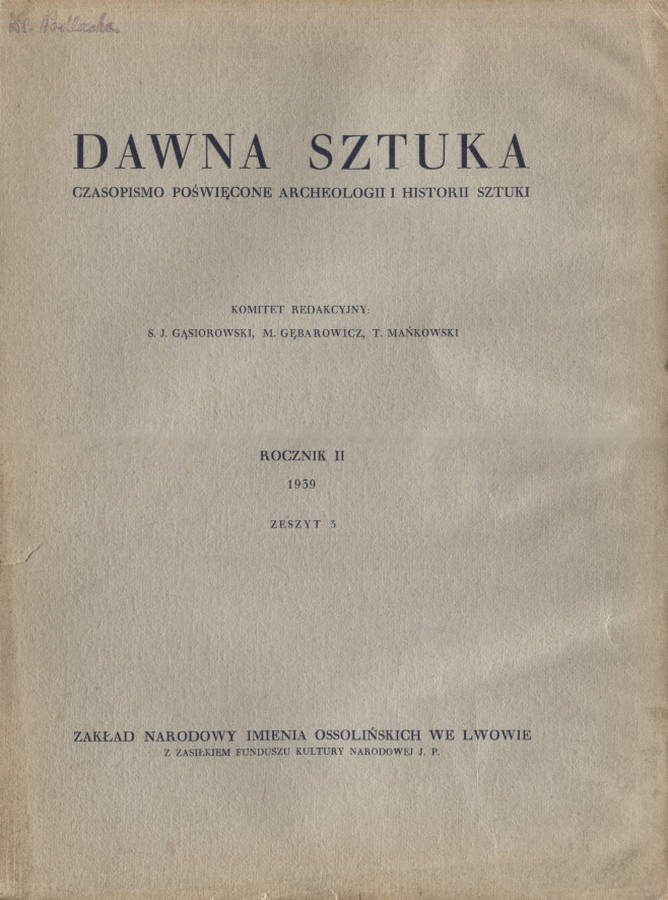 DAWNA SZTUKA
CZASOPISMO POŚWIĘCONE ARCHEOLOGII I HISTORII SZTUKI
KOMITET REDAKCYJNY:
S. J. GĄSIOROWSKI, M. GĘBAROWICZ, T. MAŃKOWSKI
ROCZNIK II
1939
ZESZYT 3
ZAKŁAD NARODOWY IMIENIA OSSOLIŃSKICH WE LWOWIE
Z ZASIŁKIEM FUNDUSZU KULTURY NARODOWEJ J. P.